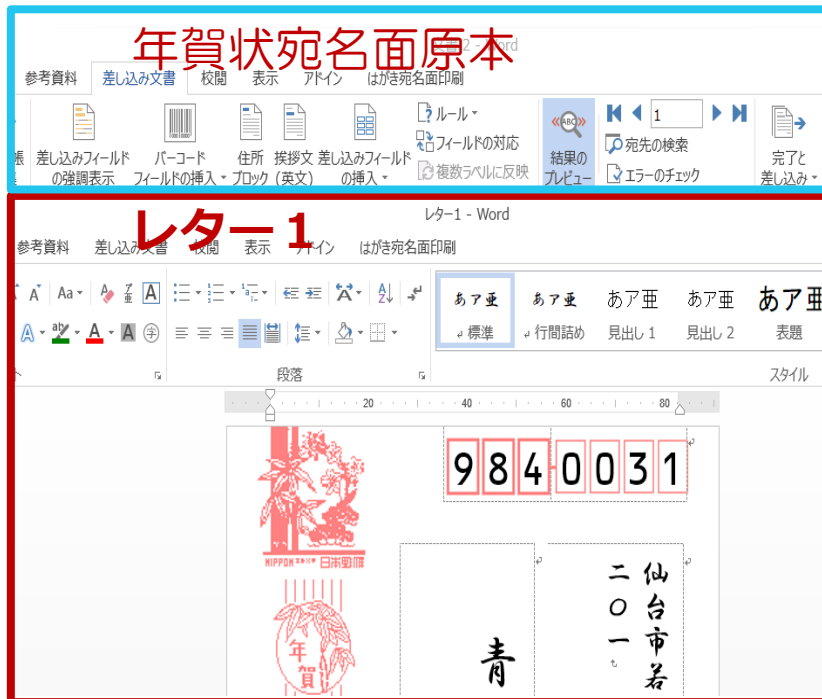 年賀状宛名面原本
文書 2 - Word
参考資料 差し込み文書 校閲 表示 アドイン はがき宛名面印刷
差し込みフィールドの強調表示
バーコードフィールドの挿入
住所ブロック
挨拶文(英文)
差し込みフィールドの挿入
ルール
フィールドの対応
複数ラベルに反映
«ABC»
結果のプレビュー
1
宛先の検索
エラーのチェック
完了と差し込み
レター1
レター1 - Word
参考資料 差し込み文書 校閲 表示 アドイン はがき宛名面印刷
A Aa A
A aby A A 字
段落
あア亜 標準
あア亜 行間詰め
あア亜 見出し 1
あア亜 見出し 2
あア亜 表題
スタイル
20 40 60 80
984-0031
NIPPON 日本郵便
年賀
仙台市若
二〇一
青